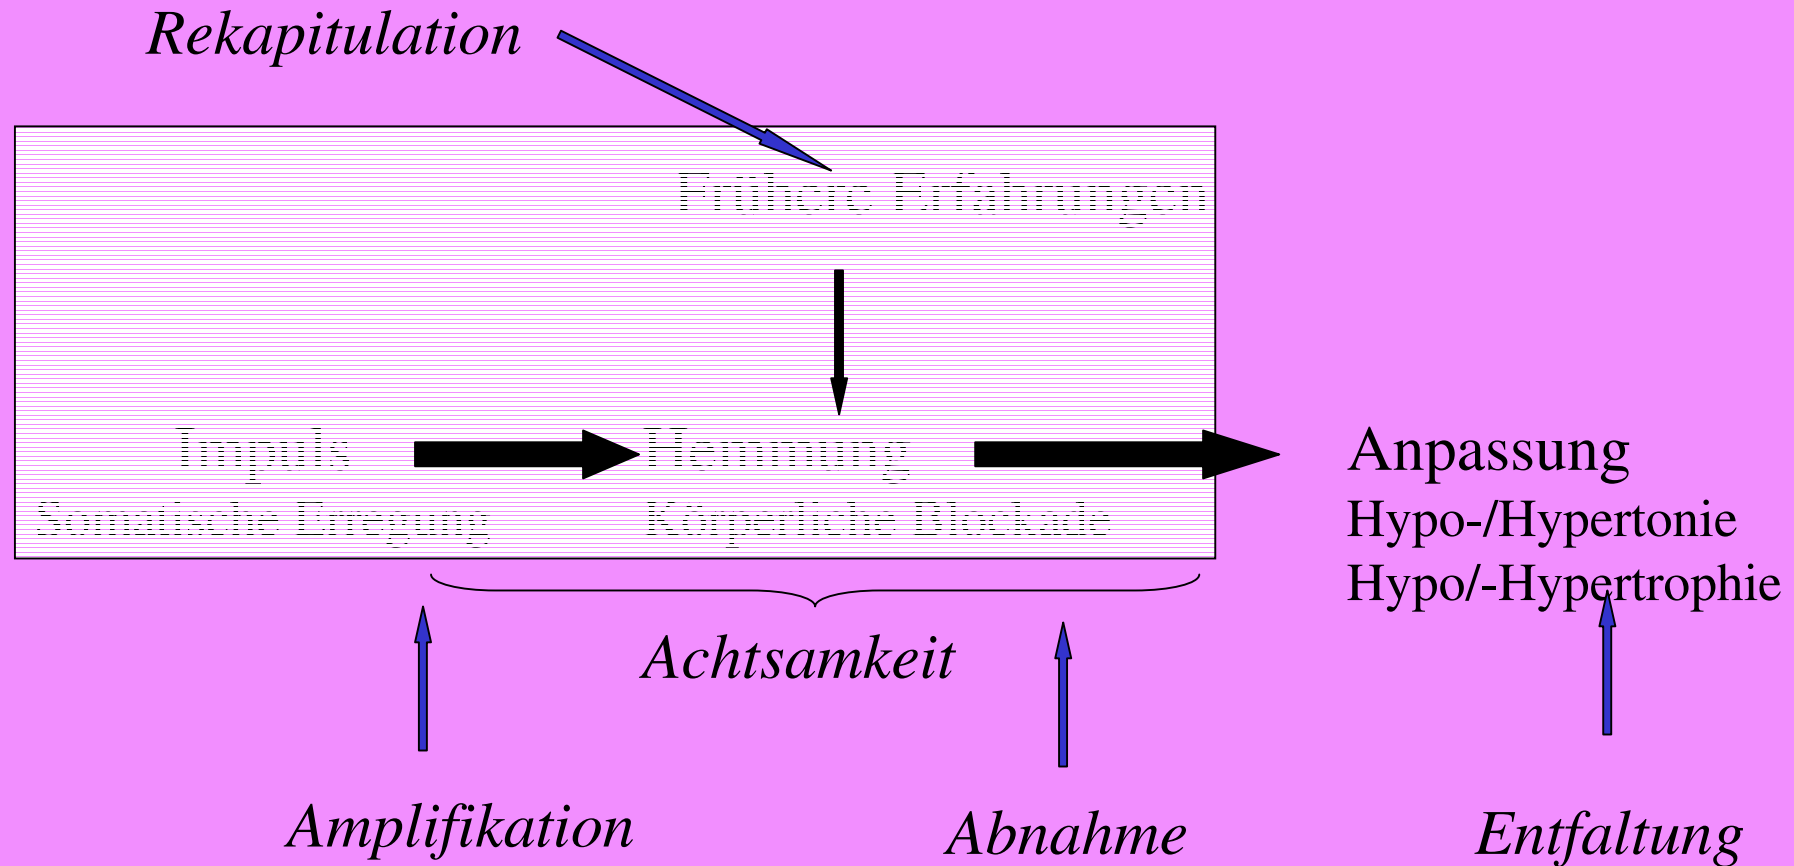 Rekapitulation
Frühere Erfahrungen
Impuls Hemmung Anpassung
Somatische Erregung Körperliche Blockade Hypo-/Hypertonie
Hypo/-Hypertrophie
Achtsamkeit
Amplifikation Abnahme Entfaltung